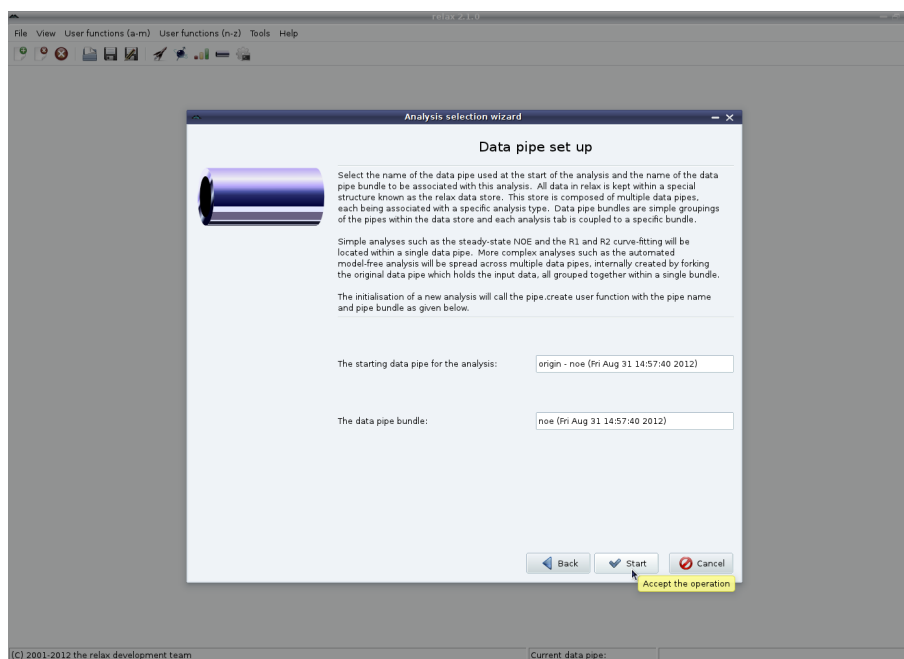 relax 2.1.0
File View User functions (a-m) User functions (n-z) Tools Help
Analysis selection wizard
Data pipe set up
Select the name of the data pipe used at the start of the analysis and the name of the data
pipe bundle to be associated with this analysis. All data in relax is kept within a special
structure known as the relax data store. This store is composed of multiple data pipes,
each being associated with a specific analysis type. Data pipe bundles are simple groupings
of the pipes within the data store and each analysis tab is coupled to a specific bundle.
Simple analyses such as the steady-state NOE and the R1 and R2 curve-fitting will be
located within a single data pipe. More complex analyses such as the automated
model-free analysis will be spread across multiple data pipes, internally created by forking
the original data pipe which holds the input data, all grouped together within a single bundle.
The initialisation of a new analysis will call the pipe.create user function with the pipe name
and pipe bundle as given below.
The starting data pipe for the analysis: origin - noe (Fri Aug 31 14:57:40 2012)
The data pipe bundle: noe (Fri Aug 31 14:57:40 2012)
Back Start Cancel
Accept the operation
(C) 2001-2012 the relax development team Current data pipe: